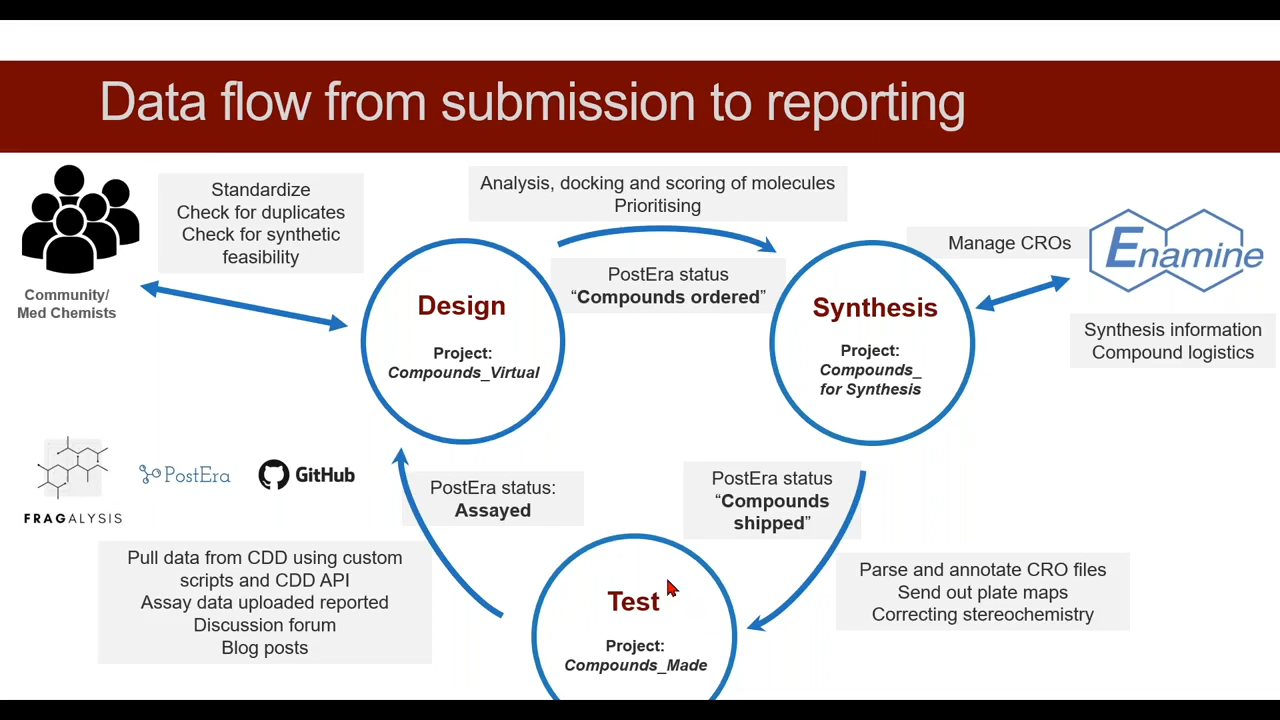 Data flow from submission to reporting
Community/
Med Chemists
Standardize
Check for duplicates
Check for synthetic
feasibility
Analysis, docking and scoring of molecules
Prioritising
PostEra status
“Compounds ordered”
Design
Project:
Compounds_Virtual
Synthesis
Project:
Compounds_
for Synthesis
Manage CROs
Enamine
Synthesis information
Compound logistics
FRAGALYSIS
PostEra
GitHub
PostEra status:
Assayed
PostEra status
“Compounds
shipped”
Pull data from CDD using custom
scripts and CDD API
Assay data uploaded reported
Discussion forum
Blog posts
Test
Project:
Compounds_Made
Parse and annotate CRO files
Send out plate maps
Correcting stereochemistry